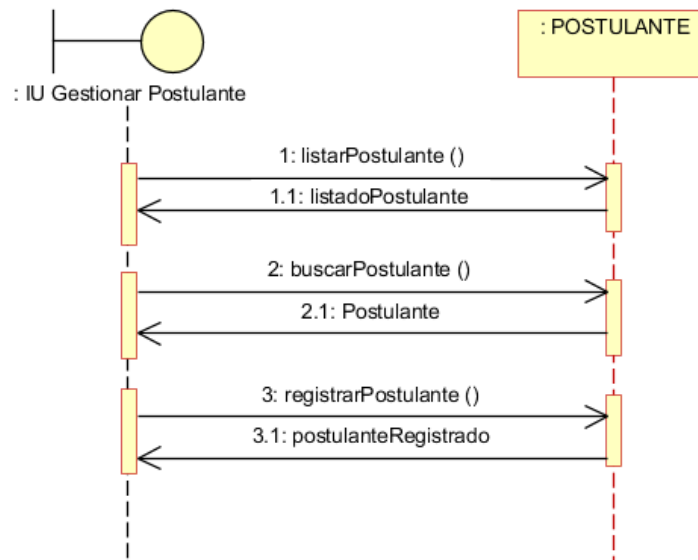 : POSTULANTE
: IU Gestionar Postulante
1: listarPostulante ()
1.1: listadoPostulante
2: buscarPostulante ()
2.1: Postulante
3: registrarPostulante ()
3.1: postulanteRegistrado